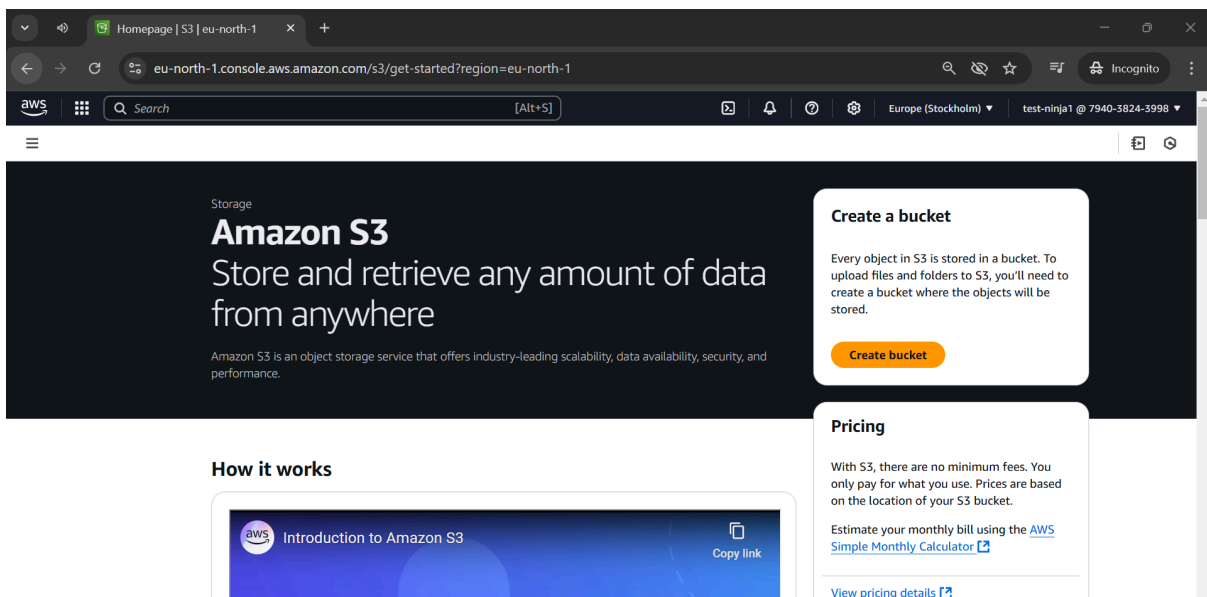 Homepage | S3 | eu-north-1
eu-north-1.console.aws.amazon.com/s3/get-started?region=eu-north-1
Incognito
aws
Search
[Alt+S]
Europe (Stockholm) ▼
test-ninja1 @ 7940-3824-3998 ▼
Storage
Amazon S3
Store and retrieve any amount of data
from anywhere
Amazon S3 is an object storage service that offers industry-leading scalability, data availability, security, and
performance.
Create a bucket
Every object in S3 is stored in a bucket. To
upload files and folders to S3, you'll need to
create a bucket where the objects will be
stored.
Create bucket
Pricing
With S3, there are no minimum fees. You
only pay for what you use. Prices are based
on the location of your S3 bucket.
Estimate your monthly bill using the AWS
Simple Monthly Calculator
View pricing details
How it works
aws
Introduction to Amazon S3
Copy link